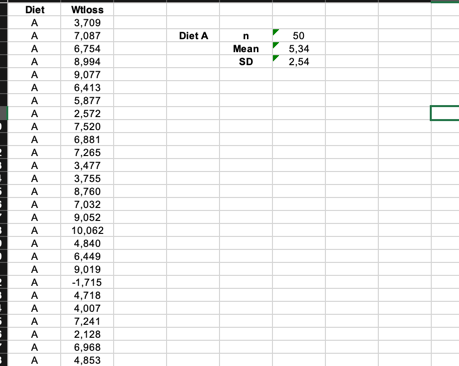 Diet Wtloss
A 3,709
A 7,087 Diet A n 50
A 6,754 Mean 5,34
A 8,994 SD 2,54
A 9,077
A 6,413
A 5,877
A 2,572
A 7,520
A 6,881
A 7,265
A 3,477
A 3,755
A 8,760
A 7,032
A 9,052
A 10,062
A 4,840
A 6,449
A 9,019
A -1,715
A 4,718
A 4,007
A 7,241
A 2,128
A 6,968
A 4,853